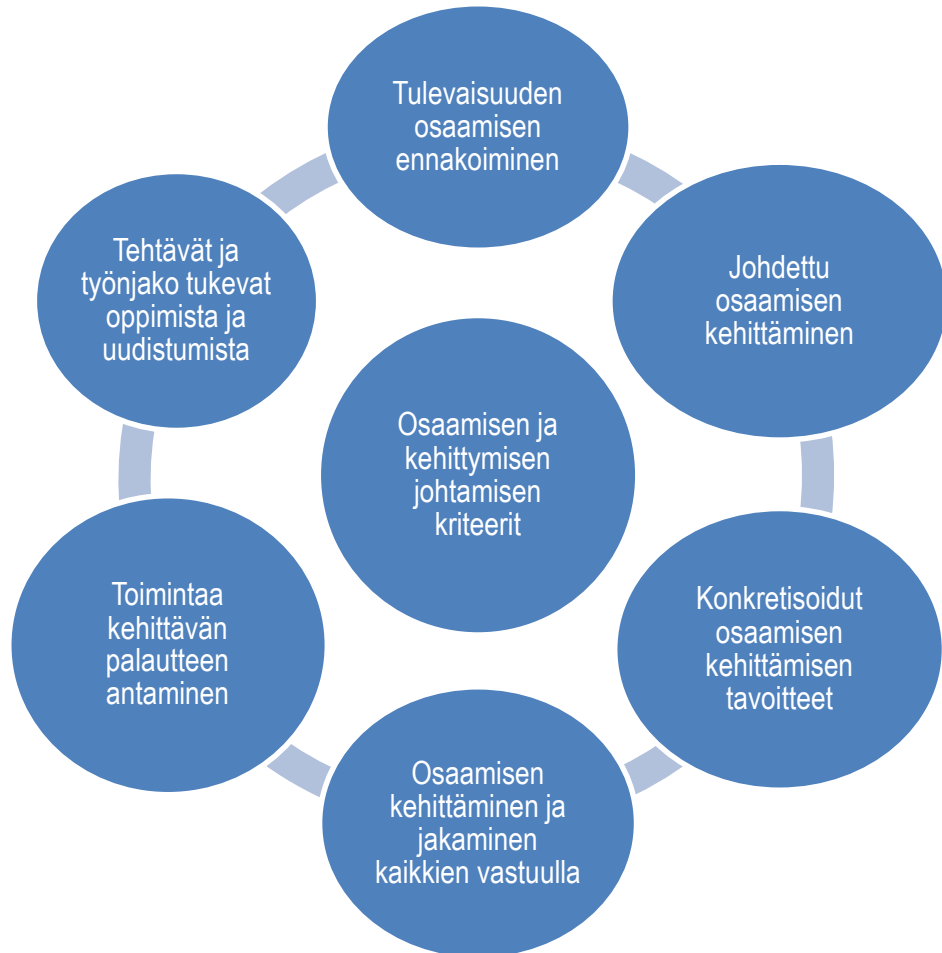 Tulevaisuuden
osaamisen
ennakoiminen
Johdettu
osaamisen
kehittäminen
Konkretisoidut
osaamisen
kehittämisen
tavoitteet
Osaamisen
kehittäminen ja
jakaminen
kaikkien vastuulla
Toimintaa
kehittävän
palautteen
antaminen
Tehtävät ja
työnjako tukevat
oppimista ja
uudistumista
Osaamisen ja
kehittymisen
johtamisen
kriteerit